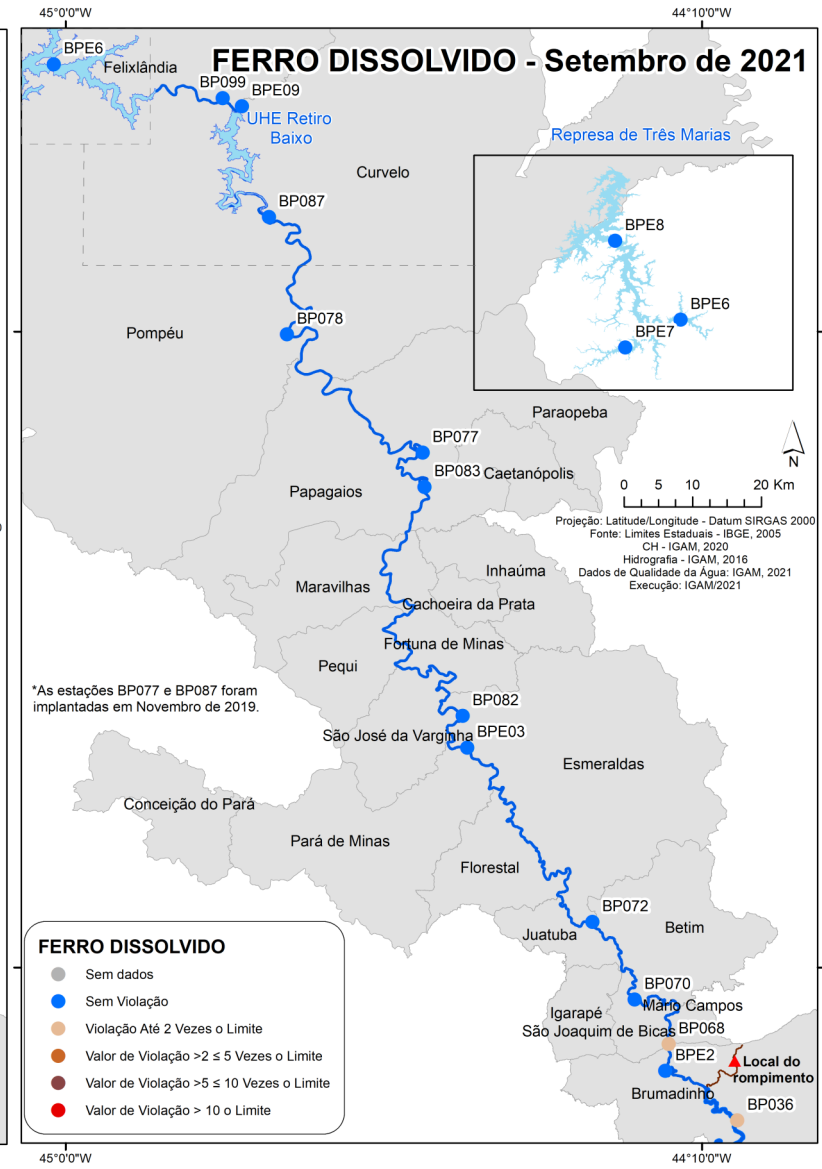 45°0'0"W
44°10'0"W
FERRO DISSOLVIDO - Setembro de 2021
BPE6
Felixlândia
BP099
BPE09
UHE Retiro
Baixo
Represa de Três Marias
Curvelo
BP087
BPE8
BPE6
BPE7
BP078
Pompéu
Paraopeba
BP077
Caetanópolis
BP083
Papagaios
N
0 5 10 20 Km
Projeção: Latitude/Longitude - Datum SIRGAS 2000
Fonte: Limites Estaduais - IBGE, 2005
CH - IGAM, 2020
Hidrografia - IGAM, 2016
Dados de Qualidade da Água: IGAM, 2021
Execução: IGAM/2021
Inhaúma
Maravilhas
Cachoeira da Prata
Fortuna de Minas
Pequi
*As estações BP077 e BP087 foram
implantadas em Novembro de 2019.
BP082
São José da Varginha
BPE03
Esmeraldas
Conceição do Pará
Pará de Minas
Florestal
BP072
Juatuba
Betim
BP070
Mário Campos
Igarapé
São Joaquim de Bicas
BP068
BPE2
Local do
rompimento
Brumadinho
BP036
FERRO DISSOLVIDO
Sem dados
Sem Violação
Violação Até 2 Vezes o Limite
Valor de Violação >2 ≤ 5 Vezes o Limite
Valor de Violação >5 ≤ 10 Vezes o Limite
Valor de Violação > 10 o Limite
45°0'0"W
44°10'0"W